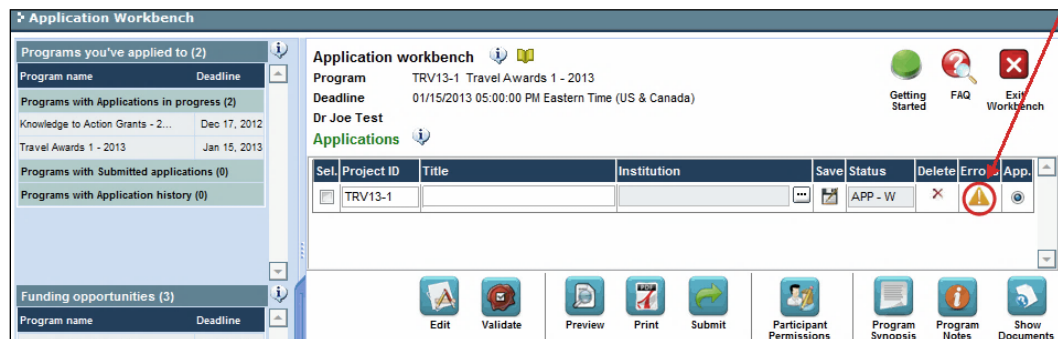 Application Workbench
Programs you've applied to (2)
Program name Deadline
Programs with Applications in progress (2)
Knowledge to Action Grants - 2... Dec 17, 2012
Travel Awards 1 - 2013 Jan 15, 2013
Programs with Submitted applications (0)
Programs with Application history (0)
Funding opportunities (3)
Program name Deadline
Application workbench
Program TRV13-1 Travel Awards 1 - 2013
Deadline 01/15/2013 05:00:00 PM Eastern Time (US & Canada)
Dr Joe Test
Applications
Getting Started
FAQ
Exit Workbench
Sel. Project ID Title Institution Save Status Delete Errors App.
TRV13-1 ... APP - W
Edit Validate Preview Print Submit Participant Permissions Program Synopsis Program Notes Show Documents